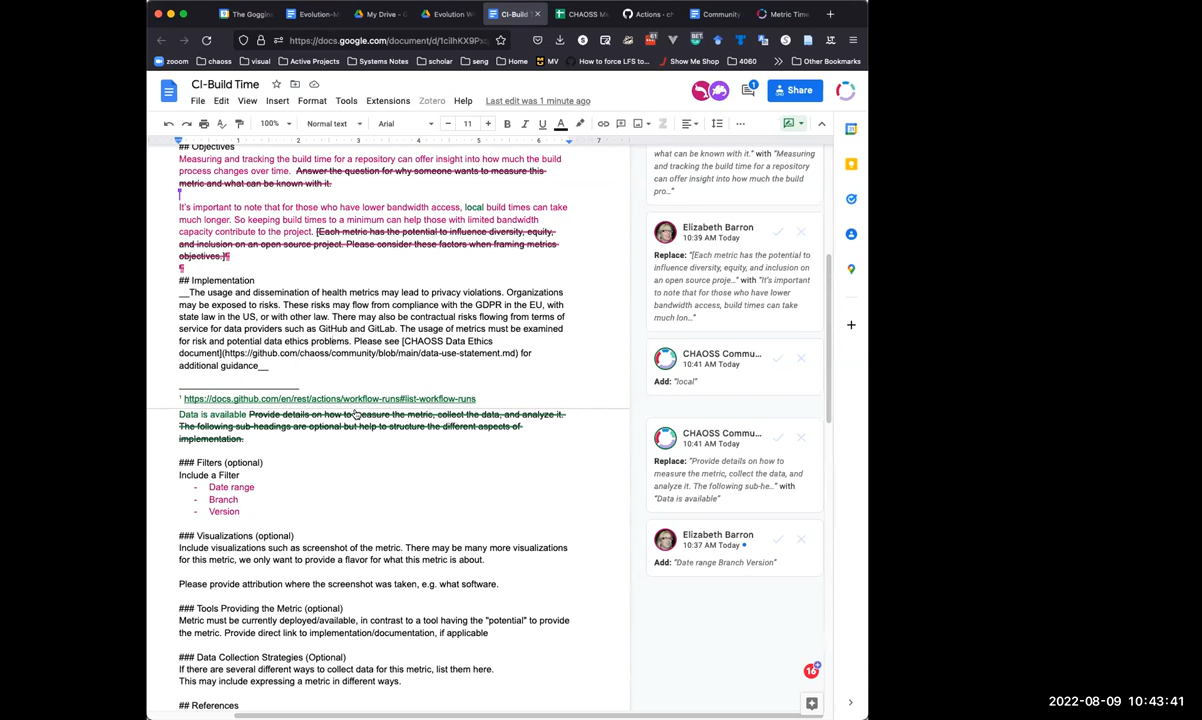 The Goggins
Evolution-M
My Drive - G
Evolution W
CI-Build T
CHAOSS M
Actions · ch
Community
Metric Time
https://docs.google.com/document/d/1cilhKX9Pxq
zooom
chaoss
visual
Active Projects
Systems Notes
scholar
seng
Home
MV
How to force LFS to...
Show Me Shop
4060
Other Bookmarks
CI-Build Time
File Edit View Insert Format Tools Extensions Zotero Help Last edit was 1 minute ago
Share
100% Normal text Arial 11
## Objectives
Measuring and tracking the build time for a repository can offer insight into how much the build
process changes over time. Answer the question for why someone wants to measure this
metric and what can be known with it.
It's important to note that for those who have lower bandwidth access, local build times can take
much longer. So keeping build times to a minimum can help those with limited bandwidth
capacity contribute to the project. [Each metric has the potential to influence diversity, equity,
and inclusion on an open source project. Please consider these factors when framing metrics
objectives.]¶
¶
## Implementation
__The usage and dissemination of health metrics may lead to privacy violations. Organizations
may be exposed to risks. These risks may flow from compliance with the GDPR in the EU, with
state law in the US, or with other law. There may also be contractual risks flowing from terms of
service for data providers such as GitHub and GitLab. The usage of metrics must be examined
for risk and potential data ethics problems. Please see [CHAOSS Data Ethics
document](https://github.com/chaoss/community/blob/main/data-use-statement.md) for
additional guidance__
¹ https://docs.github.com/en/rest/actions/workflow-runs#list-workflow-runs
Data is available Provide details on how to measure the metric, collect the data, and analyze it.
The following sub-headings are optional but help to structure the different aspects of
implementation.
### Filters (optional)
Include a Filter
- Date range
- Branch
- Version
### Visualizations (optional)
Include visualizations such as screenshot of the metric. There may be many more visualizations
for this metric, we only want to provide a flavor for what this metric is about.
Please provide attribution where the screenshot was taken, e.g. what software.
### Tools Providing the Metric (optional)
Metric must be currently deployed/available, in contrast to a tool having the "potential" to provide
the metric. Provide direct link to implementation/documentation, if applicable
### Data Collection Strategies (Optional)
If there are several different ways to collect data for this metric, list them here.
This may include expressing a metric in different ways.
## References
what can be known with it." with "Measuring
and tracking the build time for a repository
can offer insight into how much the build
pro..."
Elizabeth Barron
10:39 AM Today
Replace: "[Each metric has the potential to
influence diversity, equity, and inclusion on
an open source proje..." with "It's important
to note that for those who have lower
bandwidth access, build times can take
much lon..."
CHAOSS Commu...
10:41 AM Today
Add: "local"
CHAOSS Commu...
10:41 AM Today
Replace: "Provide details on how to
measure the metric, collect the data, and
analyze it. The following sub-he..." with
"Data is available"
Elizabeth Barron
10:37 AM Today
Add: "Date range Branch Version"
16
2022-08-09 10:43:41